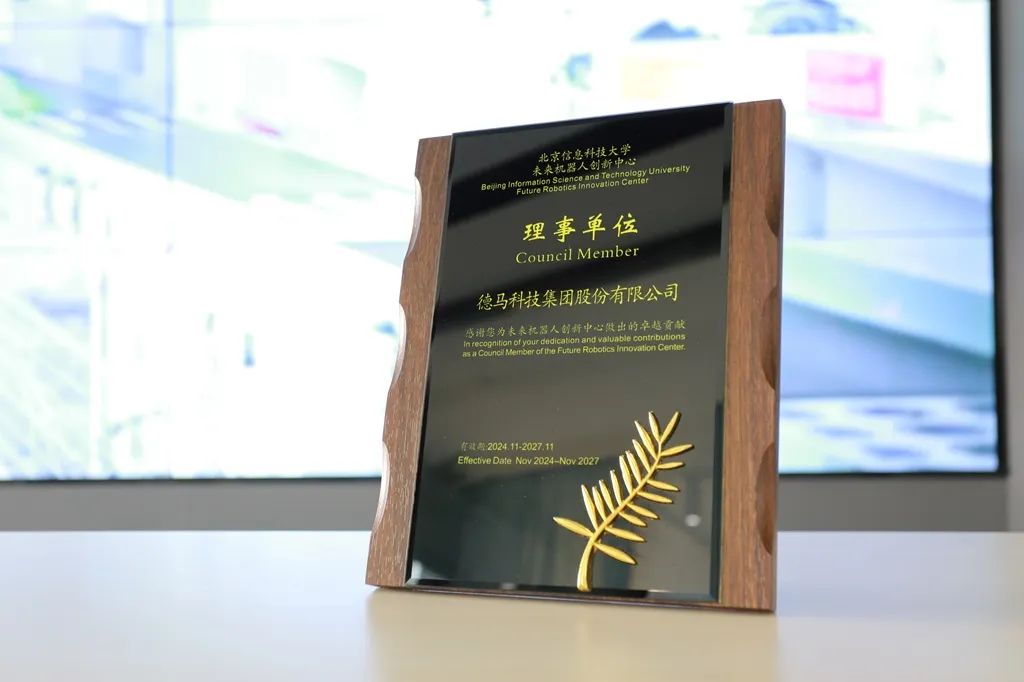 北京信息科技大学
未来机器人创新中心
Beijing Information Science and Technology University
Future Robotics Innovation Center
理事单位
Council Member
德马科技集团股份有限公司
感谢您为未来机器人创新中心做出的卓越贡献
In recognition of your dedication and valuable contributions
as a Council Member of the Future Robotics Innovation Center.
有效期:2024.11-2027.11
Effective Date Nov 2024–Nov 2027